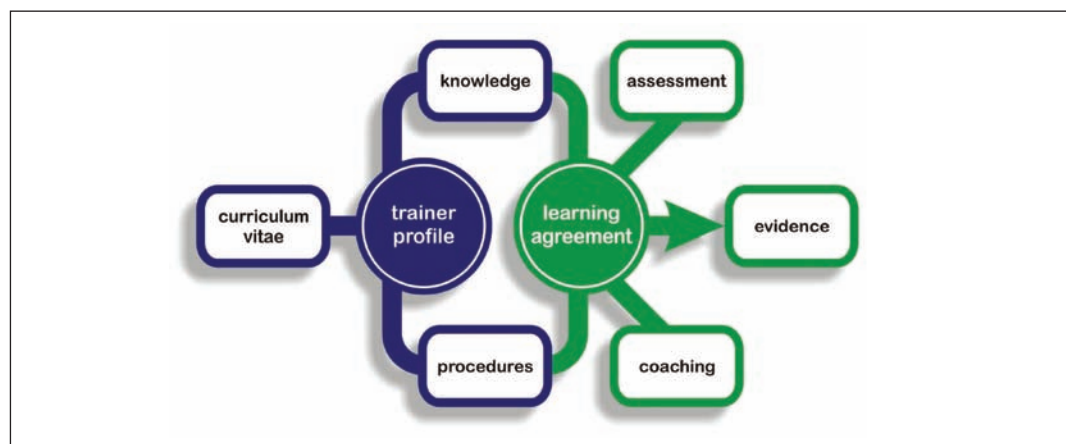 knowledge
assessment
curriculum
vitae
trainer
profile
learning
agreement
evidence
procedures
coaching